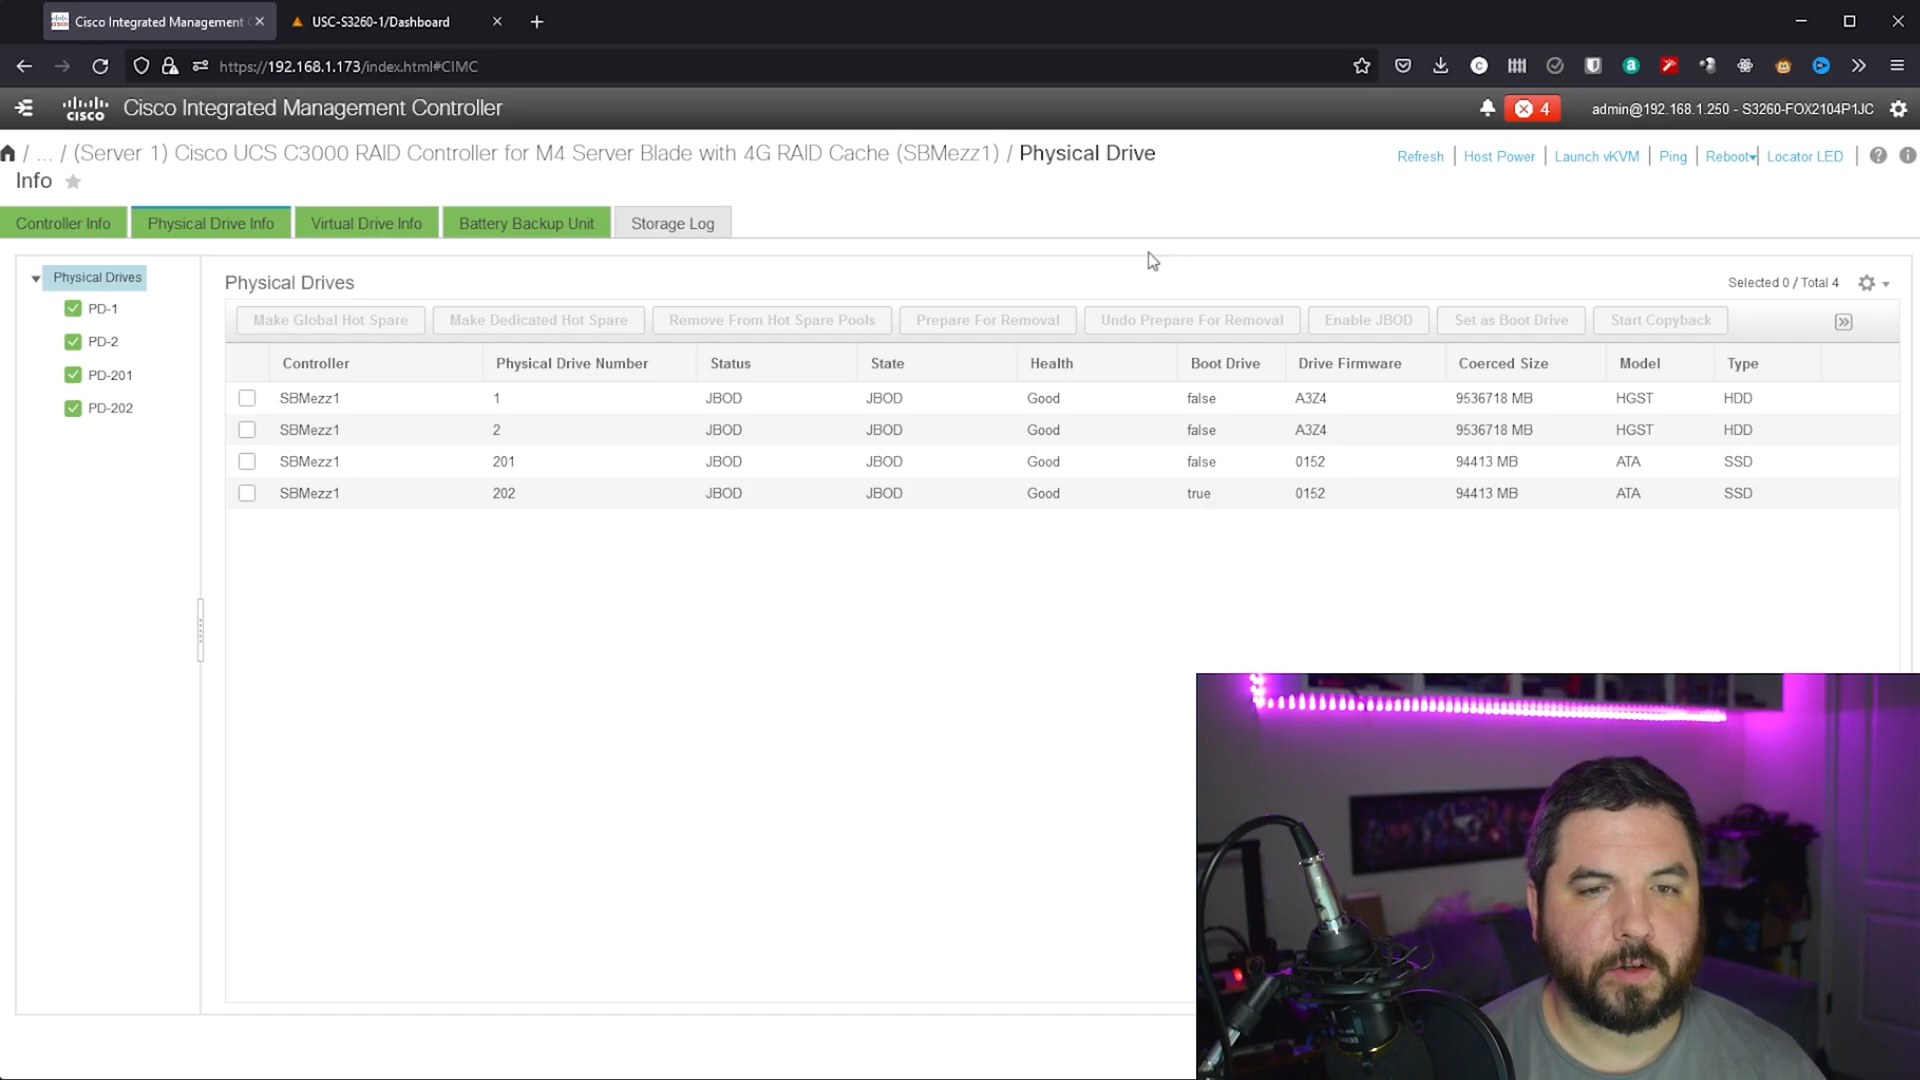 Cisco Integrated Management
USC-S3260-1/Dashboard
https://192.168.1.173/index.html#CIMC
cisco Cisco Integrated Management Controller
4 admin@192.168.1.250 - S3260-FOX2104P1JC
/ ... / (Server 1) Cisco UCS C3000 RAID Controller for M4 Server Blade with 4G RAID Cache (SBMezz1) / Physical Drive
Info
Refresh | Host Power | Launch vKVM | Ping | Reboot | Locator LED
Controller Info Physical Drive Info Virtual Drive Info Battery Backup Unit Storage Log
Physical Drives
PD-1
PD-2
PD-201
PD-202
Physical Drives Selected 0 / Total 4
Make Global Hot Spare Make Dedicated Hot Spare Remove From Hot Spare Pools Prepare For Removal Undo Prepare For Removal Enable JBOD Set as Boot Drive Start Copyback
Controller Physical Drive Number Status State Health Boot Drive Drive Firmware Coerced Size Model Type
SBMezz1 1 JBOD JBOD Good false A3Z4 9536718 MB HGST HDD
SBMezz1 2 JBOD JBOD Good false A3Z4 9536718 MB HGST HDD
SBMezz1 201 JBOD JBOD Good false 0152 94413 MB ATA SSD
SBMezz1 202 JBOD JBOD Good true 0152 94413 MB ATA SSD